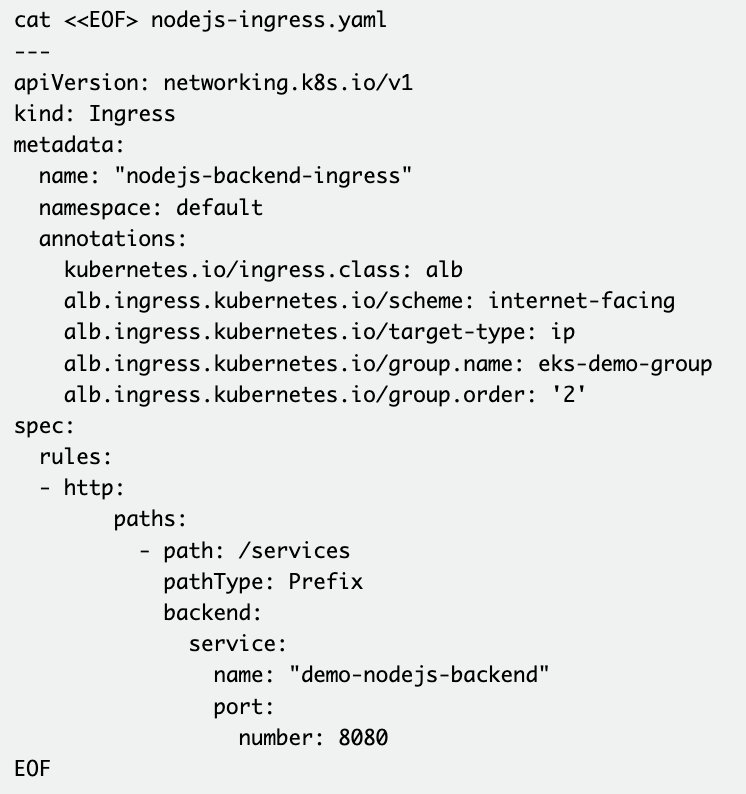 cat <<EOF> nodejs-ingress.yaml
---
apiVersion: networking.k8s.io/v1
kind: Ingress
metadata:
  name: "nodejs-backend-ingress"
  namespace: default
  annotations:
    kubernetes.io/ingress.class: alb
    alb.ingress.kubernetes.io/scheme: internet-facing
    alb.ingress.kubernetes.io/target-type: ip
    alb.ingress.kubernetes.io/group.name: eks-demo-group
    alb.ingress.kubernetes.io/group.order: '2'
spec:
  rules:
  - http:
        paths:
          - path: /services
            pathType: Prefix
            backend:
              service:
                name: "demo-nodejs-backend"
                port:
                  number: 8080
EOF